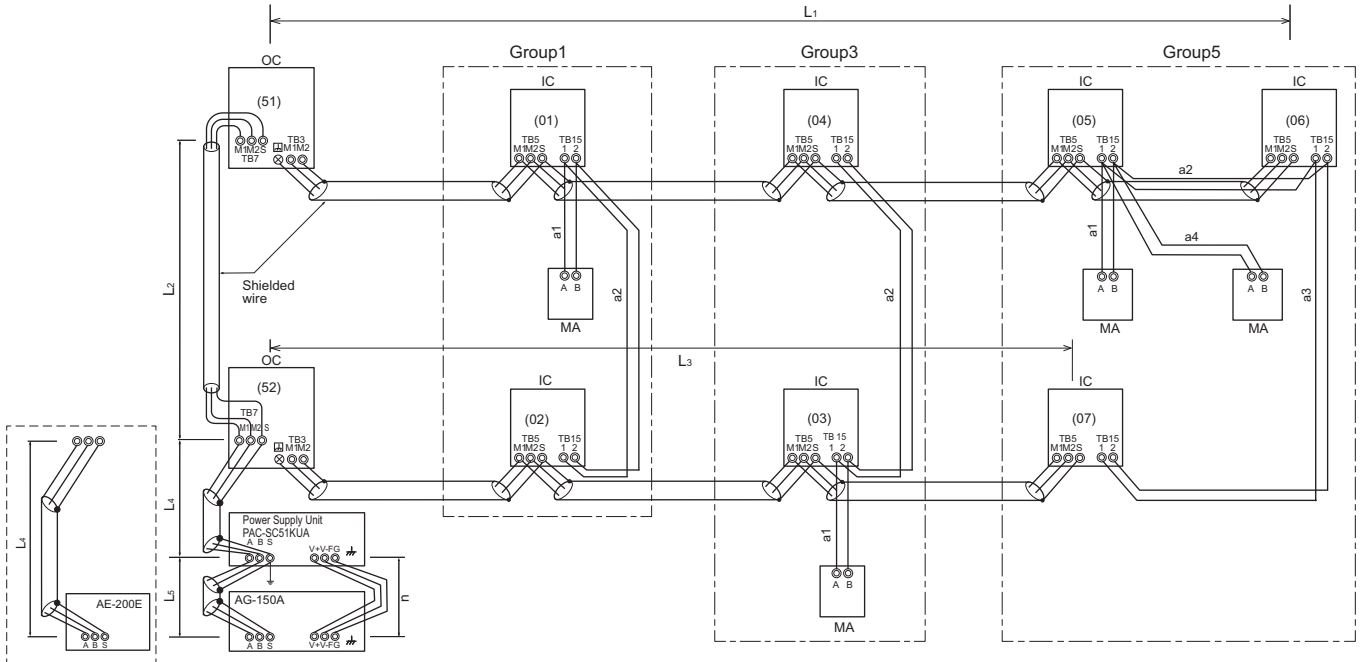 L1
Group1
Group3
Group5
OC
IC
IC
IC
IC
(51)
(01)
(04)
(05)
(06)
TB3
M1M2S
M1M2
TB7
TB5
M1M2S
TB15
1 2
TB5
M1M2S
TB15
1 2
TB5
M1M2S
TB15
1 2
TB5
M1M2S
TB15
1 2
a2
a1
a1
a4
L2
Shielded
wire
A B
MA
a2
a2
A B
MA
A B
MA
a3
L3
OC
IC
IC
IC
(52)
(02)
(03)
(07)
TB7
M1M2 S
TB3
M1M2
TB5
M1M2S
TB15
1 2
TB5
M1M2S
TB 15
1 2
TB5
M1M2S
TB15
1 2
L4
L4
Power Supply Unit
PAC-SC51KUA
A B S
V+V-FG
a1
L5
n
AE-200E
A B S
AG-150A
A B S
V+V-FG
A B
MA